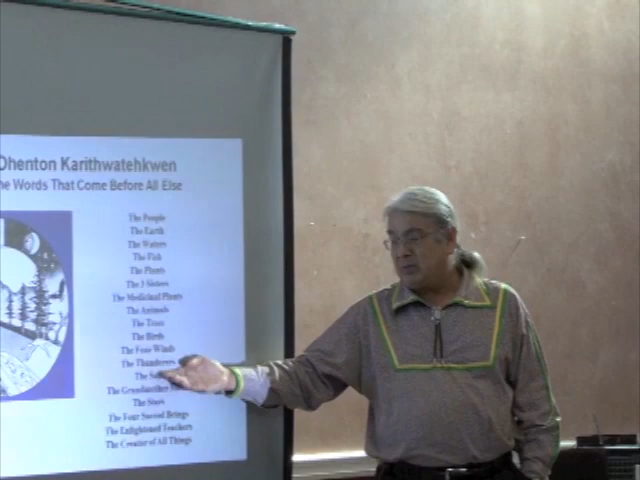 Ohenton Karithwatehkwen
he Words That Come Before All Else
The People
The Earth
The Waters
The Fish
The Plants
The 3 Sisters
The Medicinal Plants
The Animals
The Trees
The Birds
The Four Winds
The Thunderers
The
The Grandmother
The Stars
The Four Sacred Beings
The Enlightened Teachers
The Creator of All Things